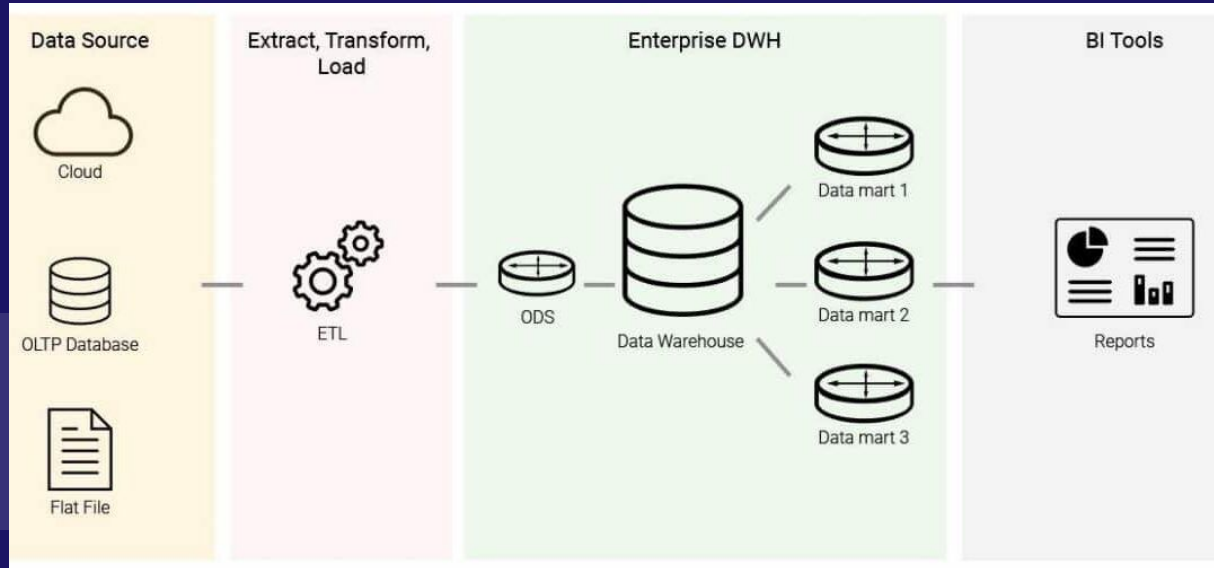 Data Source
Cloud
OLTP Database
Flat File
Extract, Transform,
Load
ETL
Enterprise DWH
ODS
Data Warehouse
Data mart 1
Data mart 2
Data mart 3
BI Tools
Reports